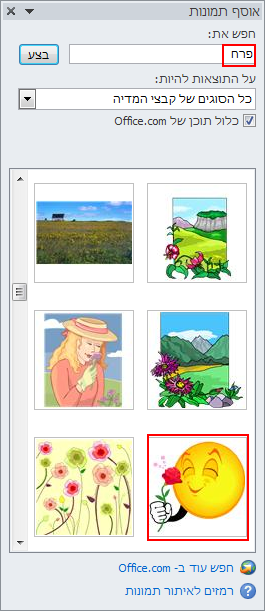 אוסף תמונות
חפש את:
פרח
בצע
על התוצאות להיות:
כל הסוגים של קבצי המדיה
כלול תוכן של Office.com
חפש עוד ב- Office.com
רמזים לאיתור תמונות